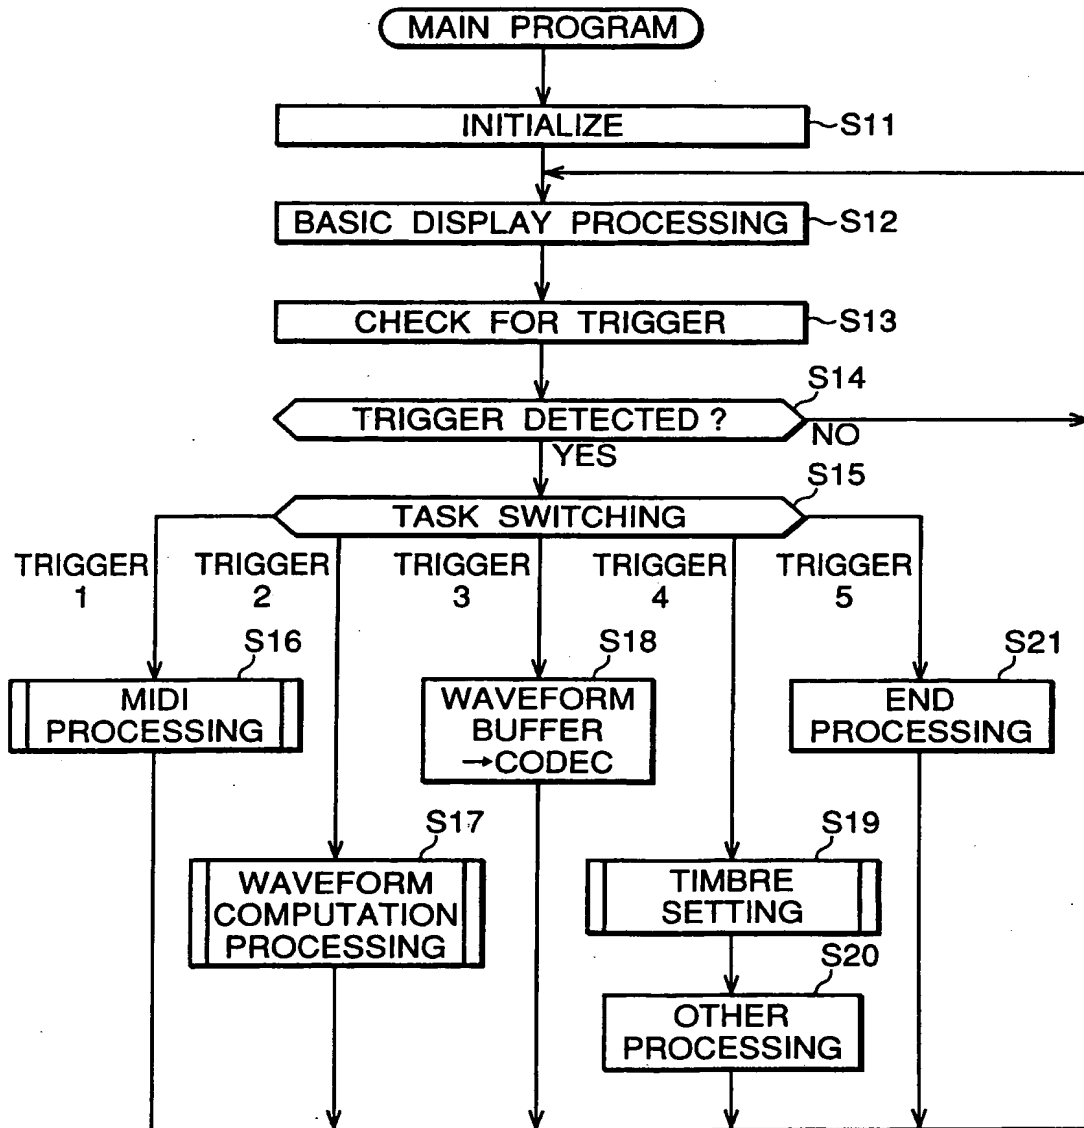 MAIN PROGRAM
INITIALIZE
S11
BASIC DISPLAY PROCESSING
S12
CHECK FOR TRIGGER
S13
S14
TRIGGER DETECTED ?
NO
YES
S15
TASK SWITCHING
TRIGGER
1
TRIGGER
2
TRIGGER
3
TRIGGER
4
TRIGGER
5
S16
MIDI
PROCESSING
S18
WAVEFORM
BUFFER
→CODEC
S21
END
PROCESSING
S17
WAVEFORM
COMPUTATION
PROCESSING
S19
TIMBRE
SETTING
S20
OTHER
PROCESSING